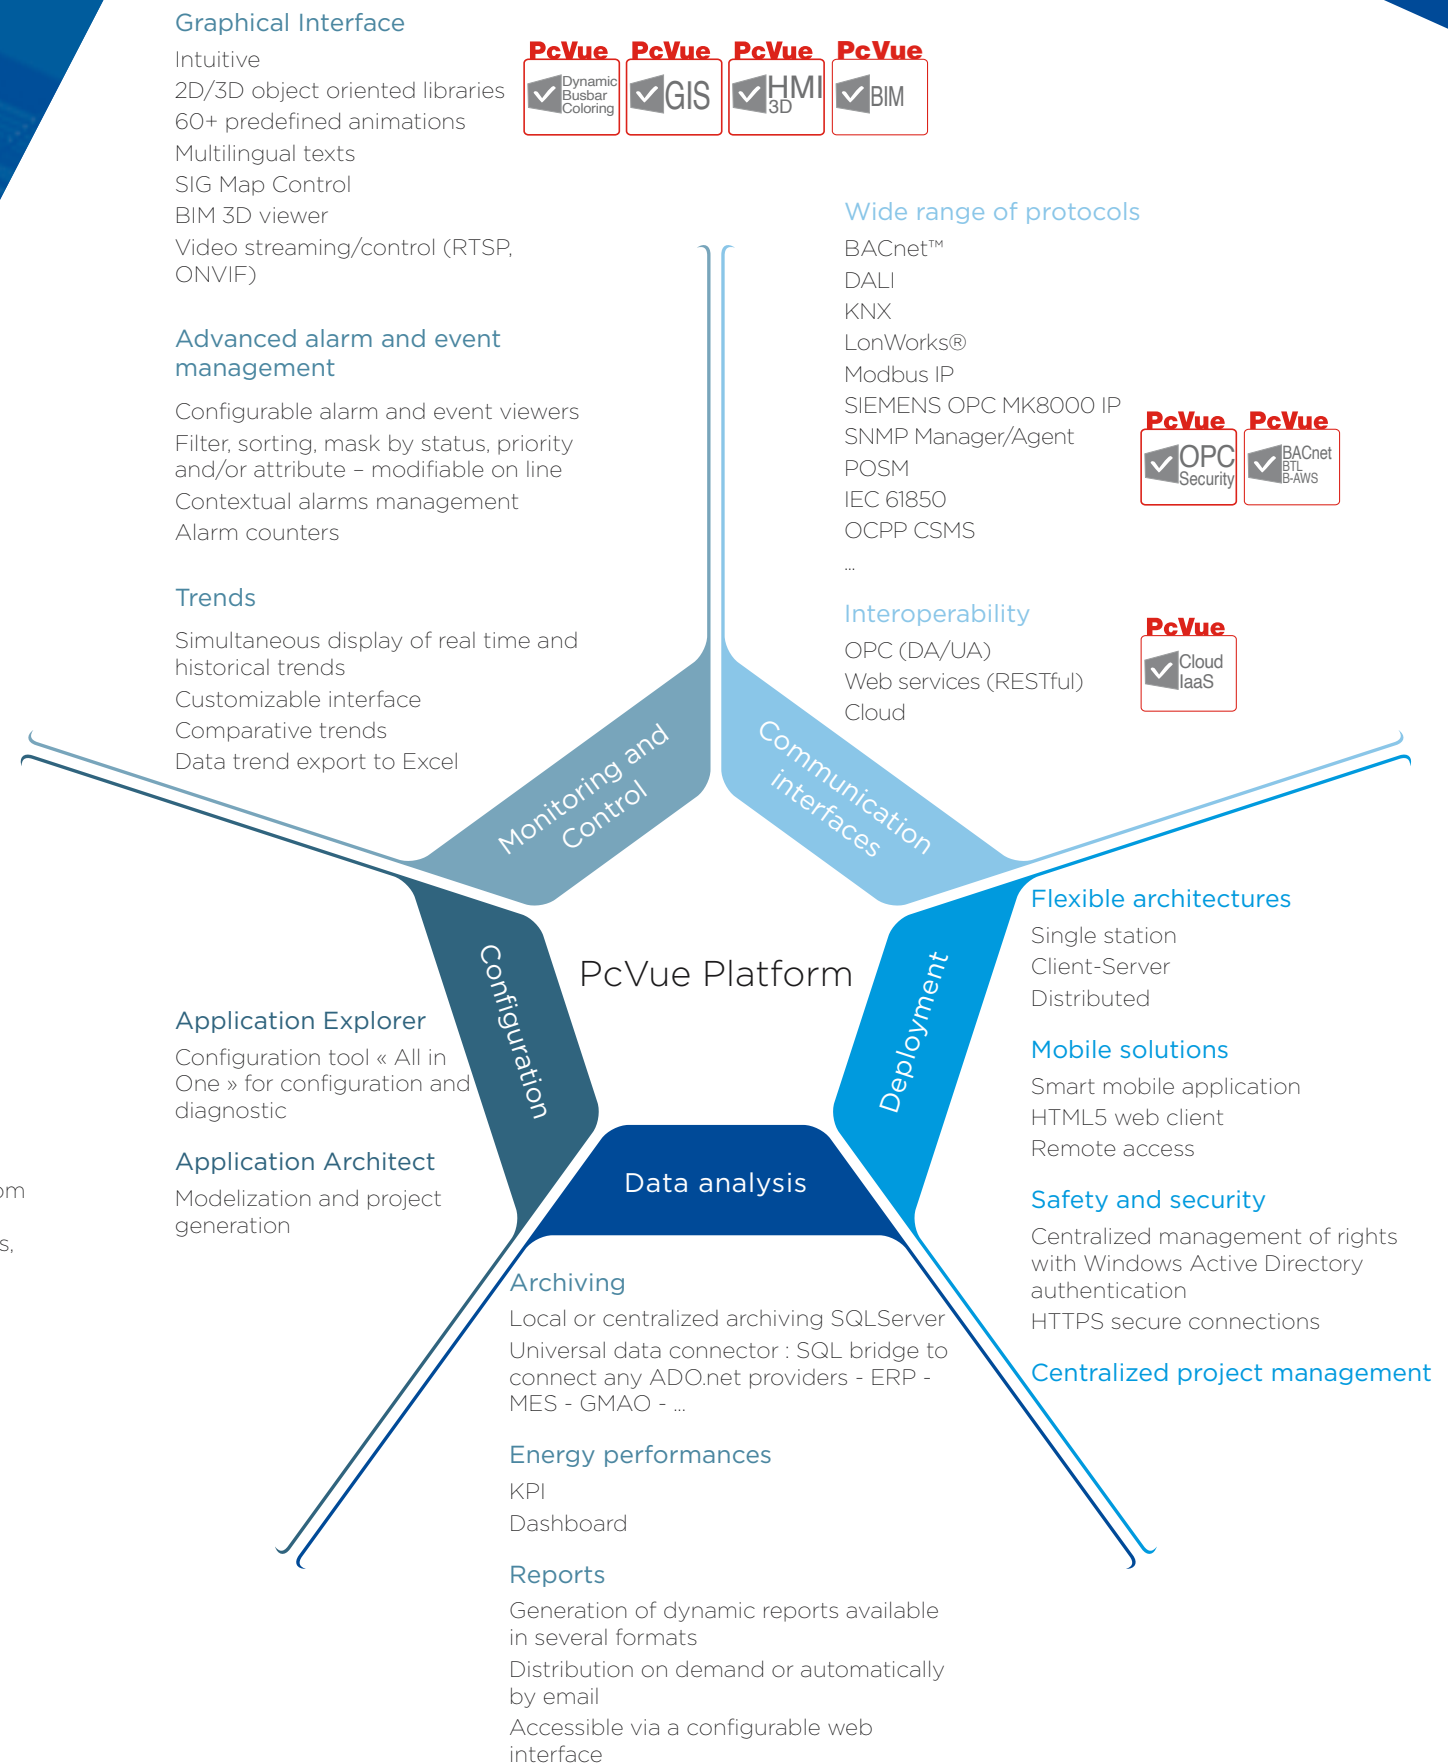 Graphical Interface
Intuitive
2D/3D object oriented libraries
60+ predefined animations
Multilingual texts
SIG Map Control
BIM 3D viewer
Video streaming/control (RTSP,
ONVIF)
PcVue
Dynamic
Busbar
Coloring
PcVue
GIS
PcVue
HMI
3D
PcVue
BIM
Advanced alarm and event
management
Configurable alarm and event viewers
Filter, sorting, mask by status, priority
and/or attribute – modifiable on line
Contextual alarms management
Alarm counters
Trends
Simultaneous display of real time and
historical trends
Customizable interface
Comparative trends
Data trend export to Excel
Wide range of protocols
BACnet™
DALI
KNX
LonWorks®
Modbus IP
SIEMENS OPC MK8000 IP
SNMP Manager/Agent
POSM
IEC 61850
OCPP CSMS
...
PcVue
OPC
Security
PcVue
BACnet
BTL
B-AWS
Interoperability
OPC (DA/UA)
Web services (RESTful)
Cloud
PcVue
Cloud
IaaS
Monitoring and
Control
Communication
interfaces
Configuration
PcVue Platform
Deployment
Data analysis
Application Explorer
Configuration tool « All in
One » for configuration and
diagnostic
Application Architect
Modelization and project
generation
om
s,
Flexible architectures
Single station
Client-Server
Distributed
Mobile solutions
Smart mobile application
HTML5 web client
Remote access
Safety and security
Centralized management of rights
with Windows Active Directory
authentication
HTTPS secure connections
Centralized project management
Archiving
Local or centralized archiving SQLServer
Universal data connector : SQL bridge to
connect any ADO.net providers - ERP -
MES - GMAO - ...
Energy performances
KPI
Dashboard
Reports
Generation of dynamic reports available
in several formats
Distribution on demand or automatically
by email
Accessible via a configurable web
interface